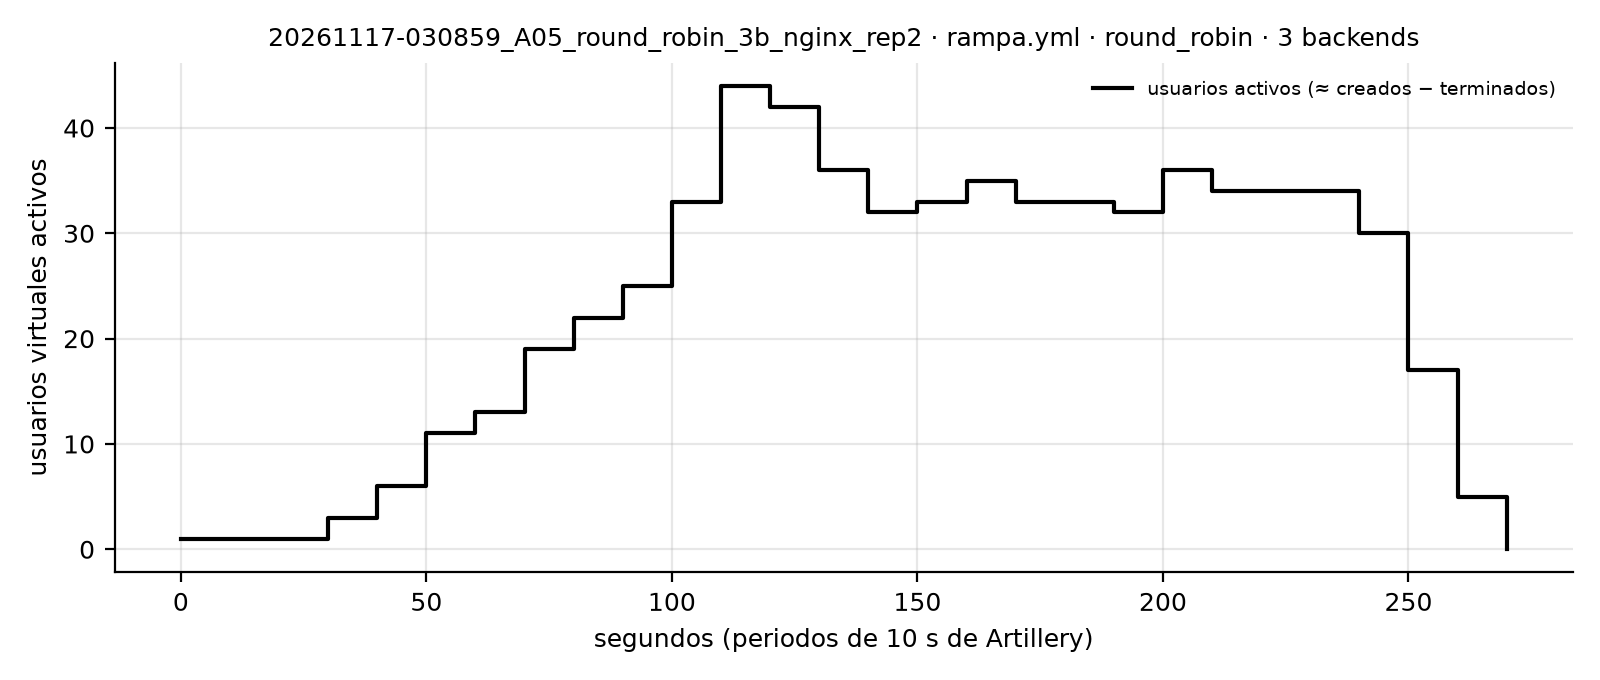 20261117-030859_A05_round_robin_3b_nginx_rep2 · rampa.yml · round_robin · 3 backends
usuarios activos (≈ creados − terminados)
usuarios virtuales activos
40
30
20
10
0
0 50 100 150 200 250
segundos (periodos de 10 s de Artillery)